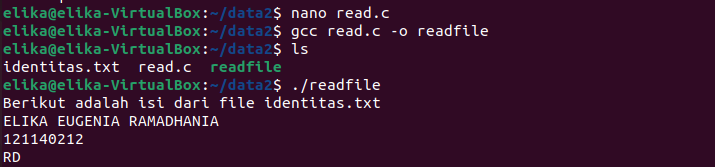 elika@elika-VirtualBox:~/data2$ nano read.c
elika@elika-VirtualBox:~/data2$ gcc read.c -o readfile
elika@elika-VirtualBox:~/data2$ ls
identitas.txt  read.c  readfile
elika@elika-VirtualBox:~/data2$ ./readfile
Berikut adalah isi dari file identitas.txt
ELIKA EUGENIA RAMADHANIA
121140212
RD